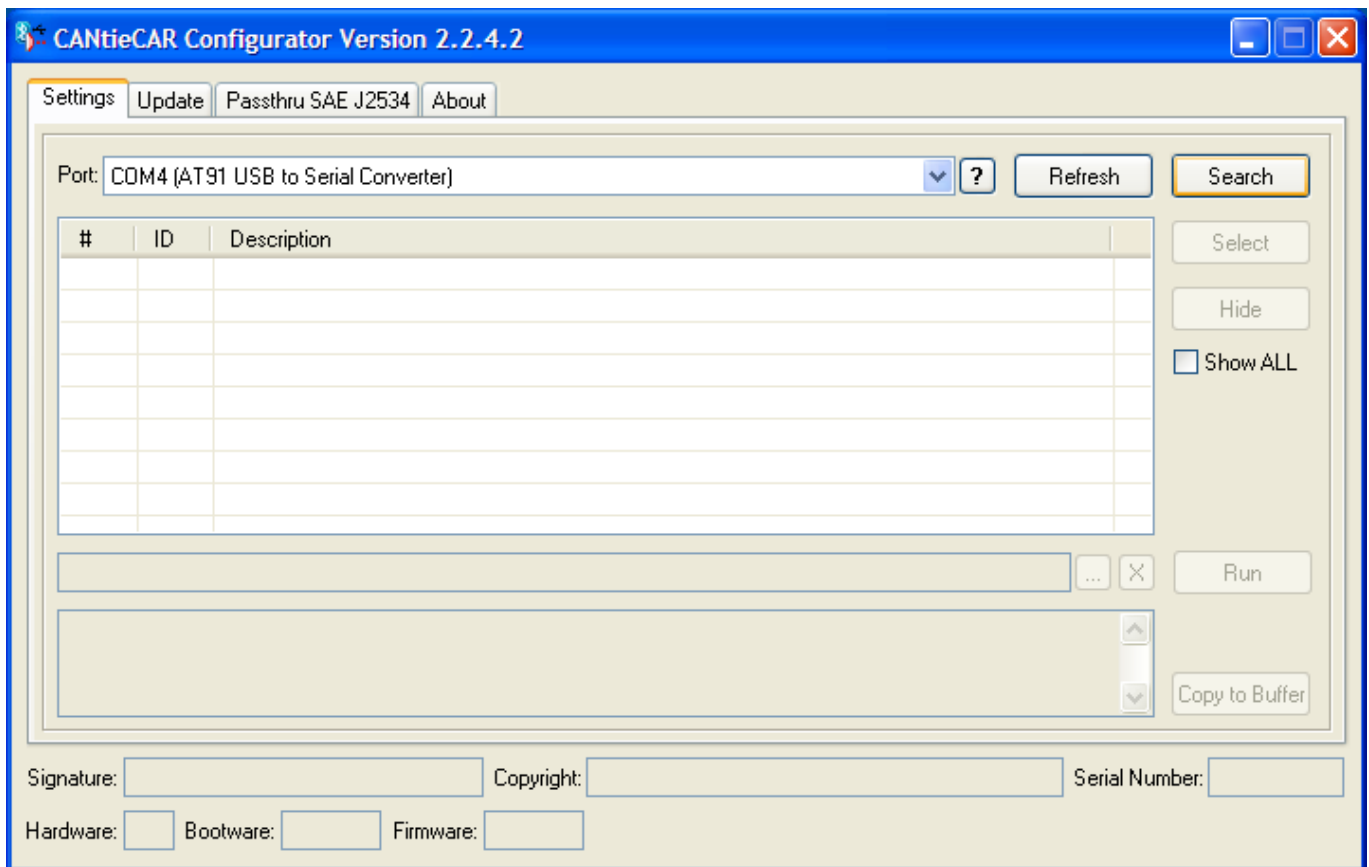 CANtieCAR Configurator Version 2.2.4.2
Settings Update Passthru SAE J2534 About
Port: COM4 (AT91 USB to Serial Converter) ? Refresh Search
# ID Description
Select
Hide
Show ALL
... X Run
Copy to Buffer
Signature: Copyright: Serial Number:
Hardware: Bootware: Firmware: